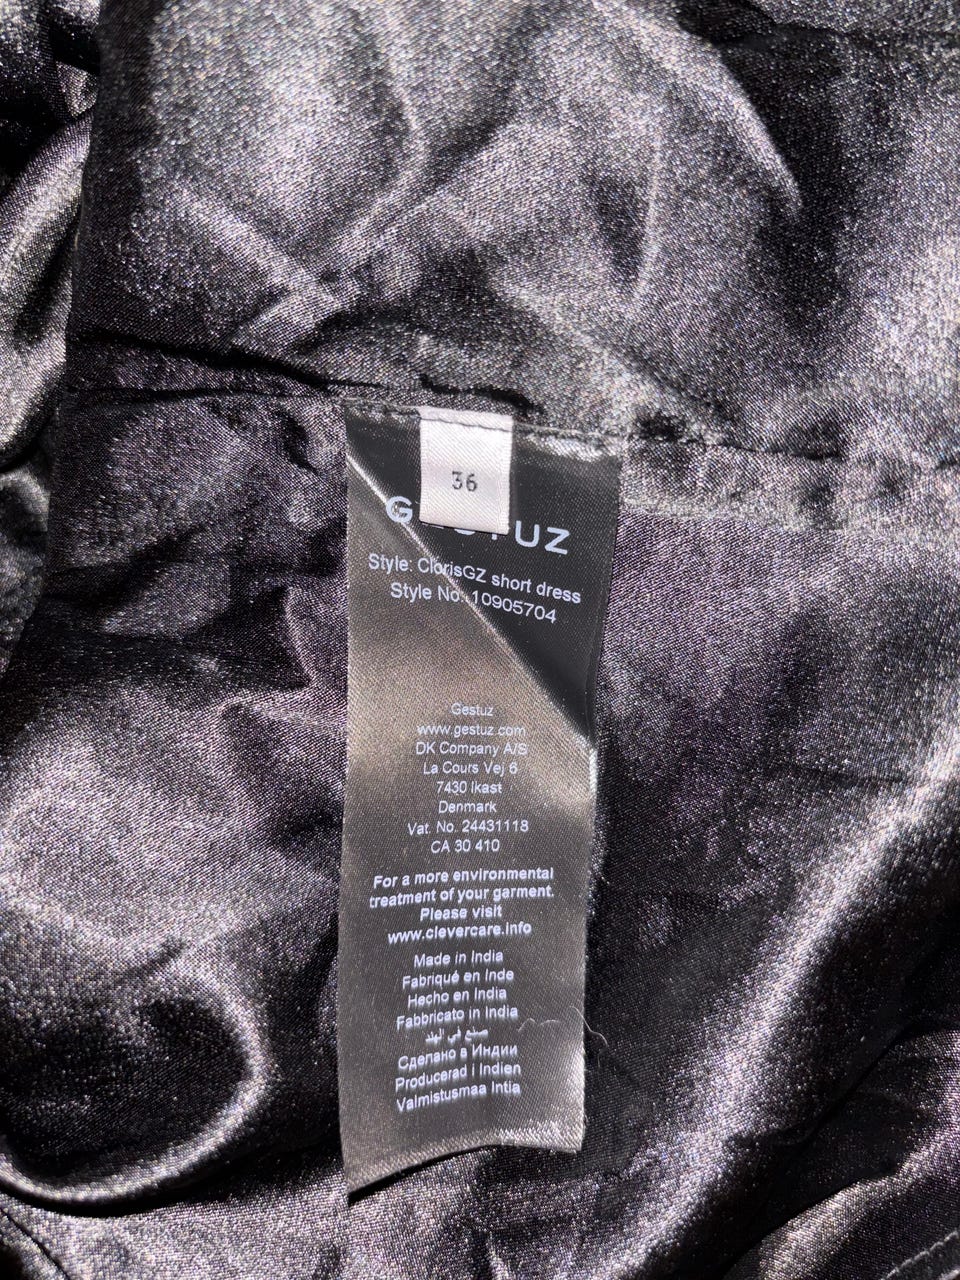 36
GESTUZ
Style: ClorisGZ short dress
Style No. 10905704
Gestuz
www.gestuz.com
DK Company A/S
La Cours Vej 6
7430 Ikast
Denmark
Vat. No. 24431118
CA 30 410
For a more environmental
treatment of your garment.
Please visit
www.clevercare.info
Made in India
Fabriqué en Inde
Hecho en India
Fabbricato in India
صنع في الهند
Сделано в Индии
Producerad i Indien
Valmistusmaa Intia